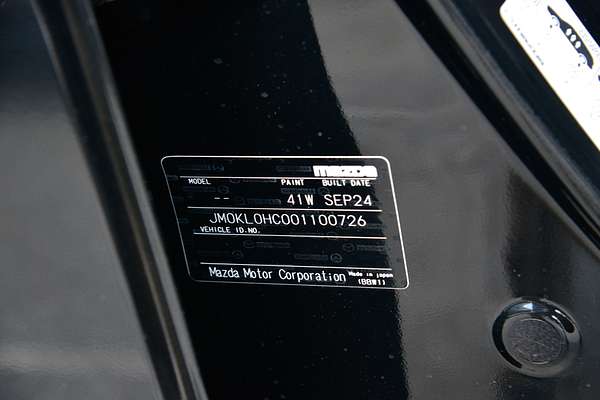 mazda
MODEL PAINT BUILT DATE
-- 41W SEP24
JM0KL0HC001100726
VEHICLE ID.NO.
Mazda Motor Corporation Made in japan
(BBW1)